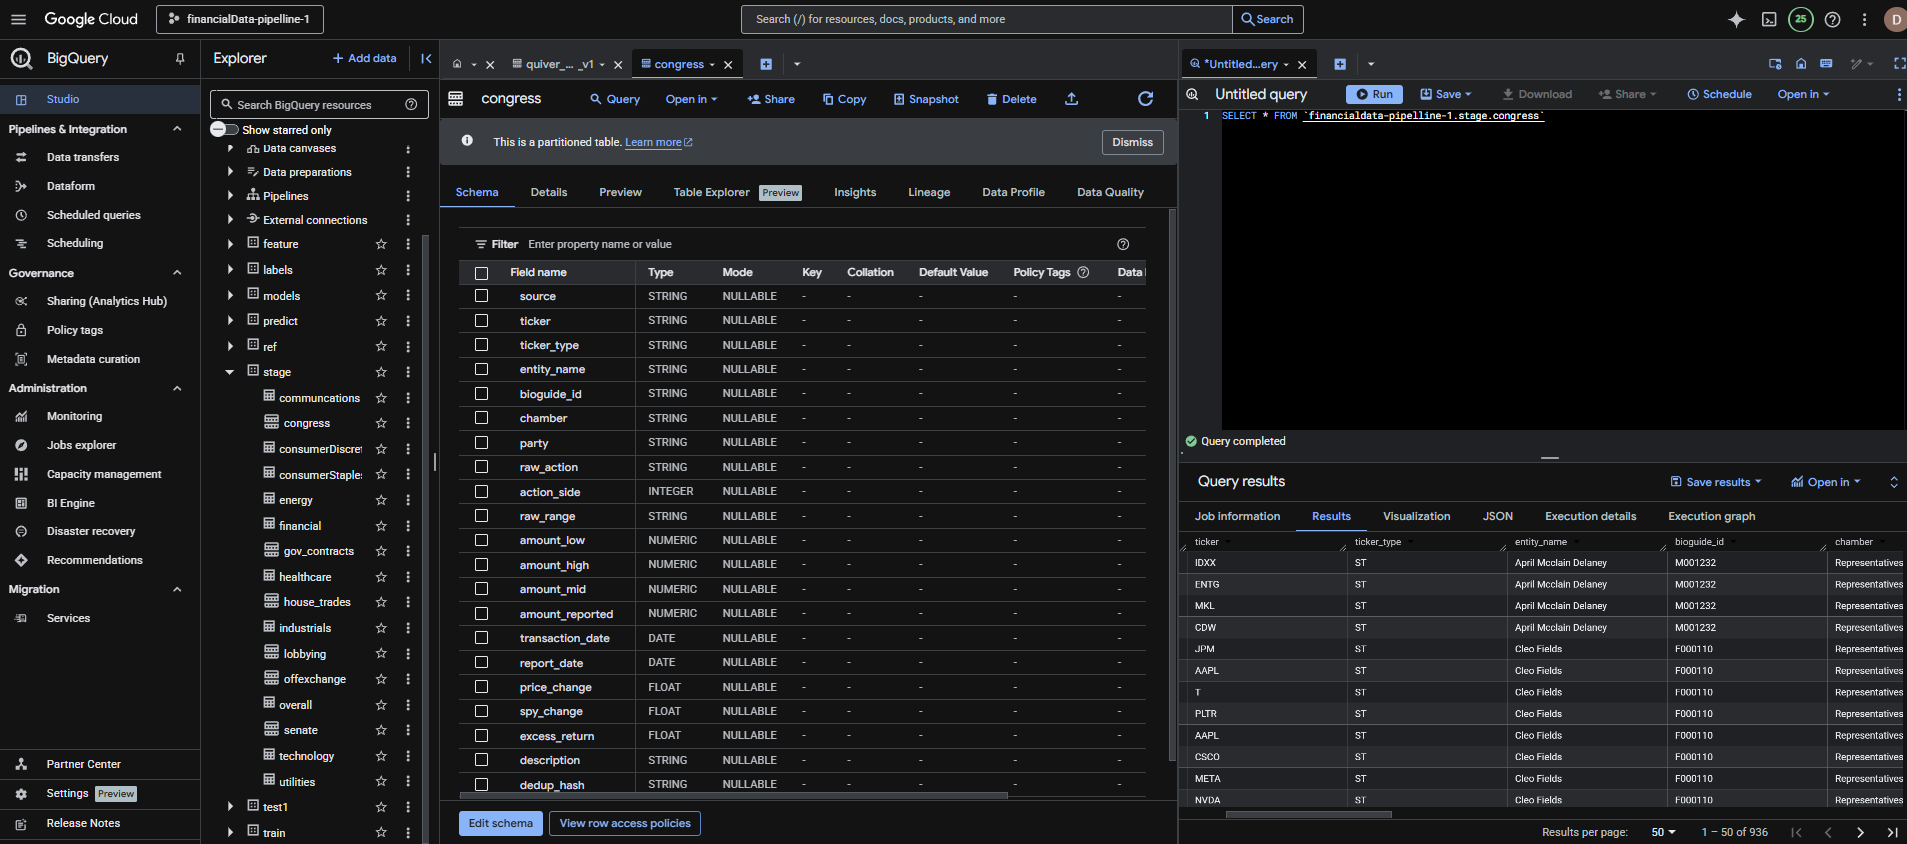 Google Cloud
financialData-pipelline-1
Search (/) for resources, docs, products, and more
Search
25
D
BigQuery
Studio
Pipelines & Integration
Data transfers
Dataform
Scheduled queries
Scheduling
Governance
Sharing (Analytics Hub)
Policy tags
Metadata curation
Administration
Monitoring
Jobs explorer
Capacity management
BI Engine
Disaster recovery
Recommendations
Migration
Services
Partner Center
Settings Preview
Release Notes
Explorer
Add data
Search BigQuery resources
Show starred only
Data canvases
Data preparations
Pipelines
External connections
feature
labels
models
predict
ref
stage
communcations
congress
consumerDiscret
consumerStaples
energy
financial
gov_contracts
healthcare
house_trades
industrials
lobbying
offexchange
overall
senate
technology
utilities
test1
train
quiver_... _v1
congress
congress
Query Open in Share Copy Snapshot Delete
This is a partitioned table. Learn more
Dismiss
Schema Details Preview Table Explorer Preview Insights Lineage Data Profile Data Quality
Filter Enter property name or value
Field name Type Mode Key Collation Default Value Policy Tags Data
source STRING NULLABLE - - - - -
ticker STRING NULLABLE - - - - -
ticker_type STRING NULLABLE - - - - -
entity_name STRING NULLABLE - - - - -
bioguide_id STRING NULLABLE - - - - -
chamber STRING NULLABLE - - - - -
party STRING NULLABLE - - - - -
raw_action STRING NULLABLE - - - - -
action_side INTEGER NULLABLE - - - - -
raw_range STRING NULLABLE - - - - -
amount_low NUMERIC NULLABLE - - - - -
amount_high NUMERIC NULLABLE - - - - -
amount_mid NUMERIC NULLABLE - - - - -
amount_reported NUMERIC NULLABLE - - - - -
transaction_date DATE NULLABLE - - - - -
report_date DATE NULLABLE - - - - -
price_change FLOAT NULLABLE - - - - -
spy_change FLOAT NULLABLE - - - - -
excess_return FLOAT NULLABLE - - - - -
description STRING NULLABLE - - - - -
dedup_hash STRING NULLABLE - - - - -
Edit schema
View row access policies
*Untitled...ery
Untitled query
Run Save Download Share Schedule Open in
1 SELECT * FROM `financialdata-pipelline-1.stage.congress`
Query completed
Query results
Save results Open in
Job information Results Visualization JSON Execution details Execution graph
ticker ticker_type entity_name bioguide_id chamber
IDXX ST April Mcclain Delaney M001232 Representatives
ENTG ST April Mcclain Delaney M001232 Representatives
MKL ST April Mcclain Delaney M001232 Representatives
CDW ST April Mcclain Delaney M001232 Representatives
JPM ST Cleo Fields F000110 Representatives
AAPL ST Cleo Fields F000110 Representatives
T ST Cleo Fields F000110 Representatives
PLTR ST Cleo Fields F000110 Representatives
AAPL ST Cleo Fields F000110 Representatives
CSCO ST Cleo Fields F000110 Representatives
META ST Cleo Fields F000110 Representatives
NVDA ST Cleo Fields F000110 Representatives
Results per page: 50 1 – 50 of 936